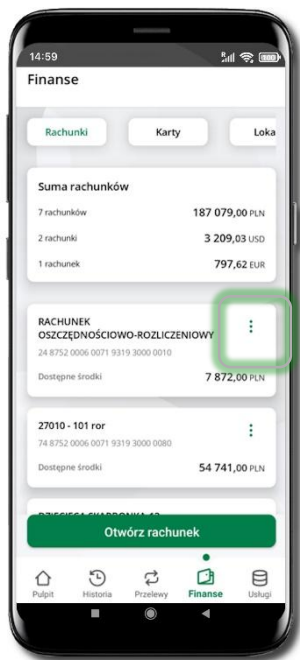 14:59
Finanse
Rachunki Karty Loka
Suma rachunków
7 rachunków 187 079,00 PLN
2 rachunki 3 209,03 USD
1 rachunek 797,62 EUR
RACHUNEK
OSZCZĘDNOŚCIOWO-ROZLICZENIOWY
24 8752 0006 0071 9319 3000 0010
Dostępne środki 7 872,00 PLN
27010 - 101 ror
74 8752 0006 0071 9319 3000 0080
Dostępne środki 54 741,00 PLN
Otwórz rachunek
Pulpit Historia Przelewy Finanse Usługi